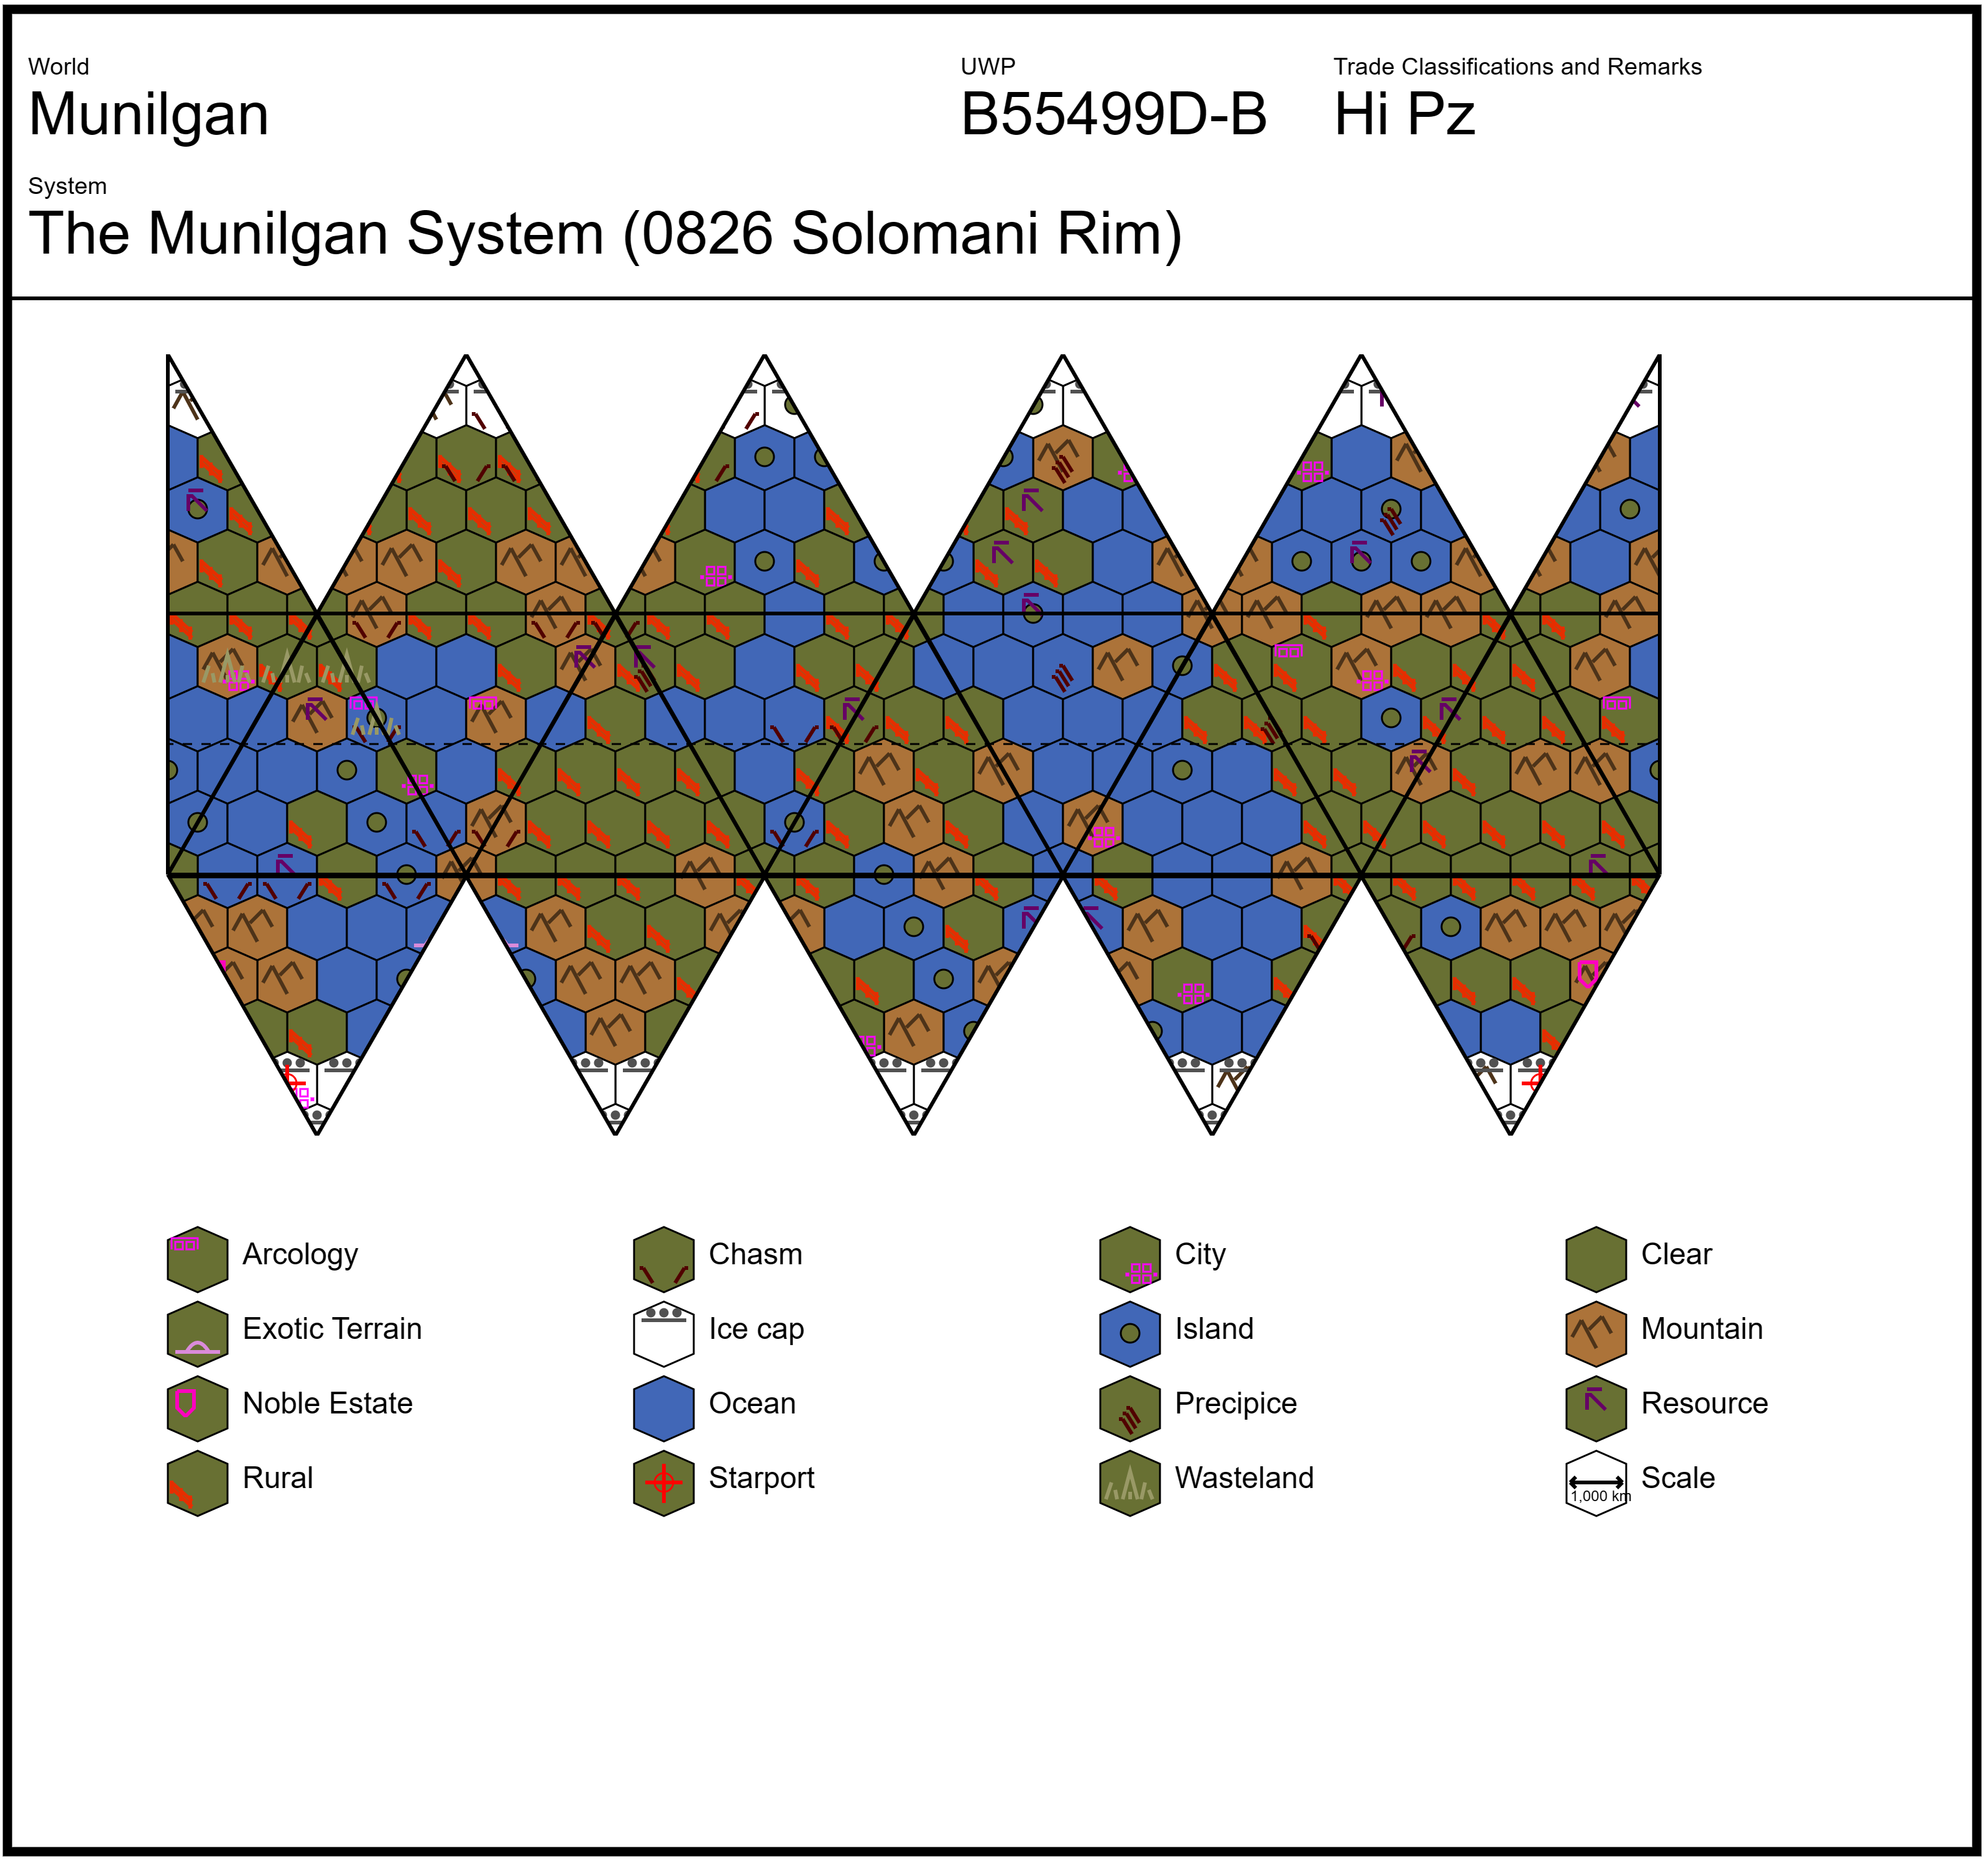 World
UWP
Trade Classifications and Remarks
Munilgan
B55499D-B
Hi Pz
System
The Munilgan System (0826 Solomani Rim)
Arcology
Chasm
City
Clear
Exotic Terrain
Ice cap
Island
Mountain
Noble Estate
Ocean
Precipice
Resource
Rural
Starport
Wasteland
Scale
1,000 km